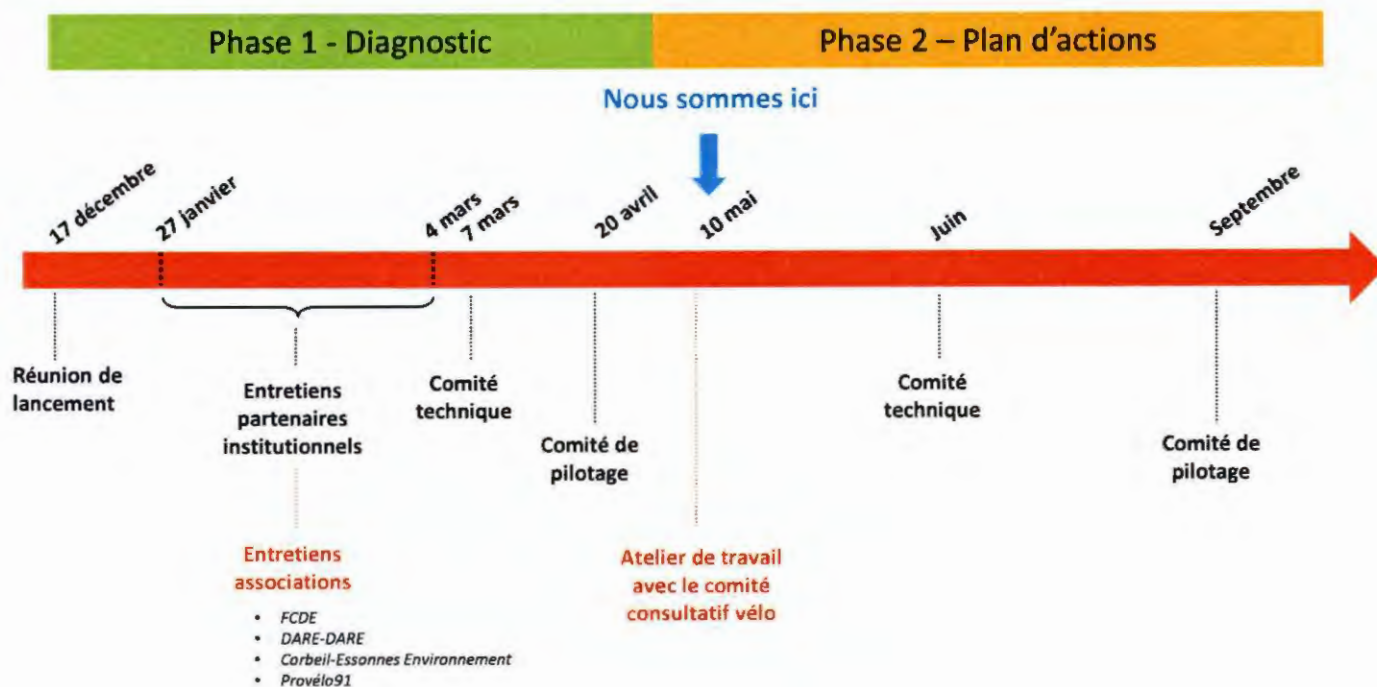 Phase 1 - Diagnostic
Phase 2 – Plan d'actions
Nous sommes ici
17 décembre
27 janvier
4 mars
7 mars
20 avril
10 mai
Juin
Septembre
Réunion de
lancement
Entretiens
partenaires
institutionnels
Comité
technique
Comité de
pilotage
Comité
technique
Comité de
pilotage
Entretiens
associations
• FCDE
• DARE-DARE
• Corbeil-Essonnes Environnement
• Provélo91
Atelier de travail
avec le comité
consultatif vélo